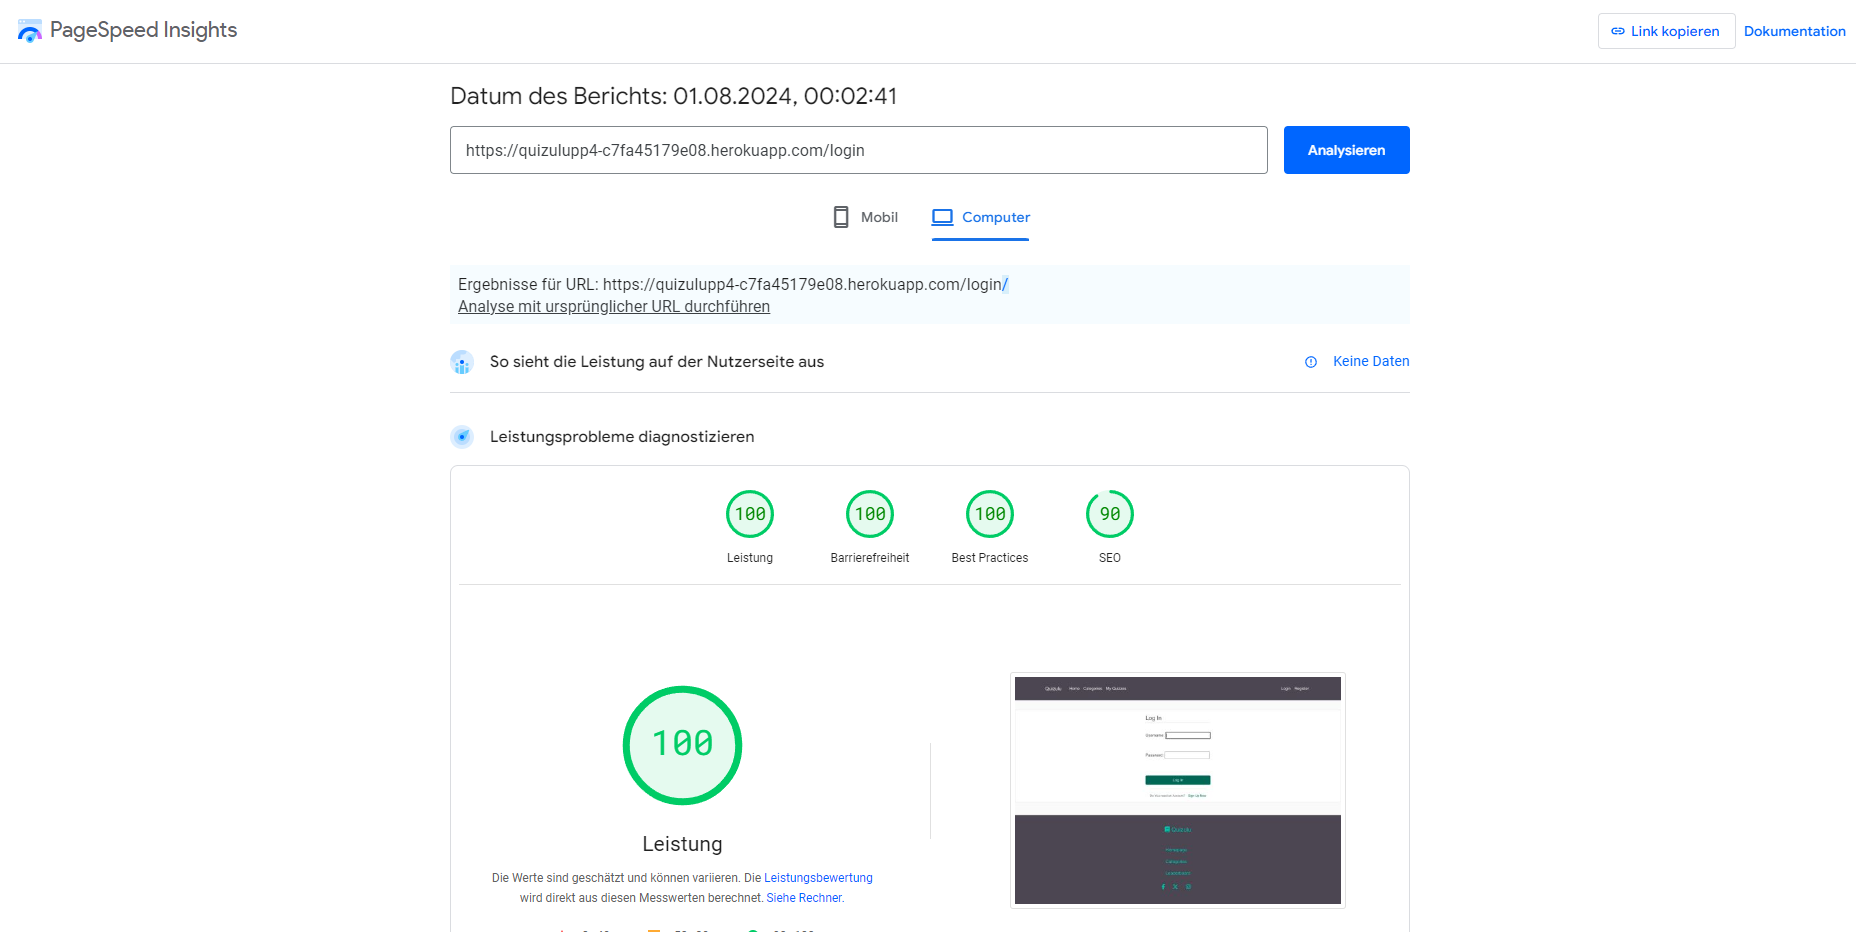 PageSpeed Insights
Link kopieren
Dokumentation
Datum des Berichts: 01.08.2024, 00:02:41
https://quizulupp4-c7fa45179e08.herokuapp.com/login
Analysieren
Mobil
Computer
Ergebnisse für URL: https://quizulupp4-c7fa45179e08.herokuapp.com/login/
Analyse mit ursprünglicher URL durchführen
So sieht die Leistung auf der Nutzerseite aus
Keine Daten
Leistungsprobleme diagnostizieren
100
100
100
90
Leistung
Barrierefreiheit
Best Practices
SEO
100
Leistung
Die Werte sind geschätzt und können variieren. Die Leistungsbewertung
wird direkt aus diesen Messwerten berechnet. Siehe Rechner.
Quizulu
Home
Categories
My Quizzes
Login
Register
Log In
Username:
Password:
Log In
Sign Up Now
Quizulu
Categories